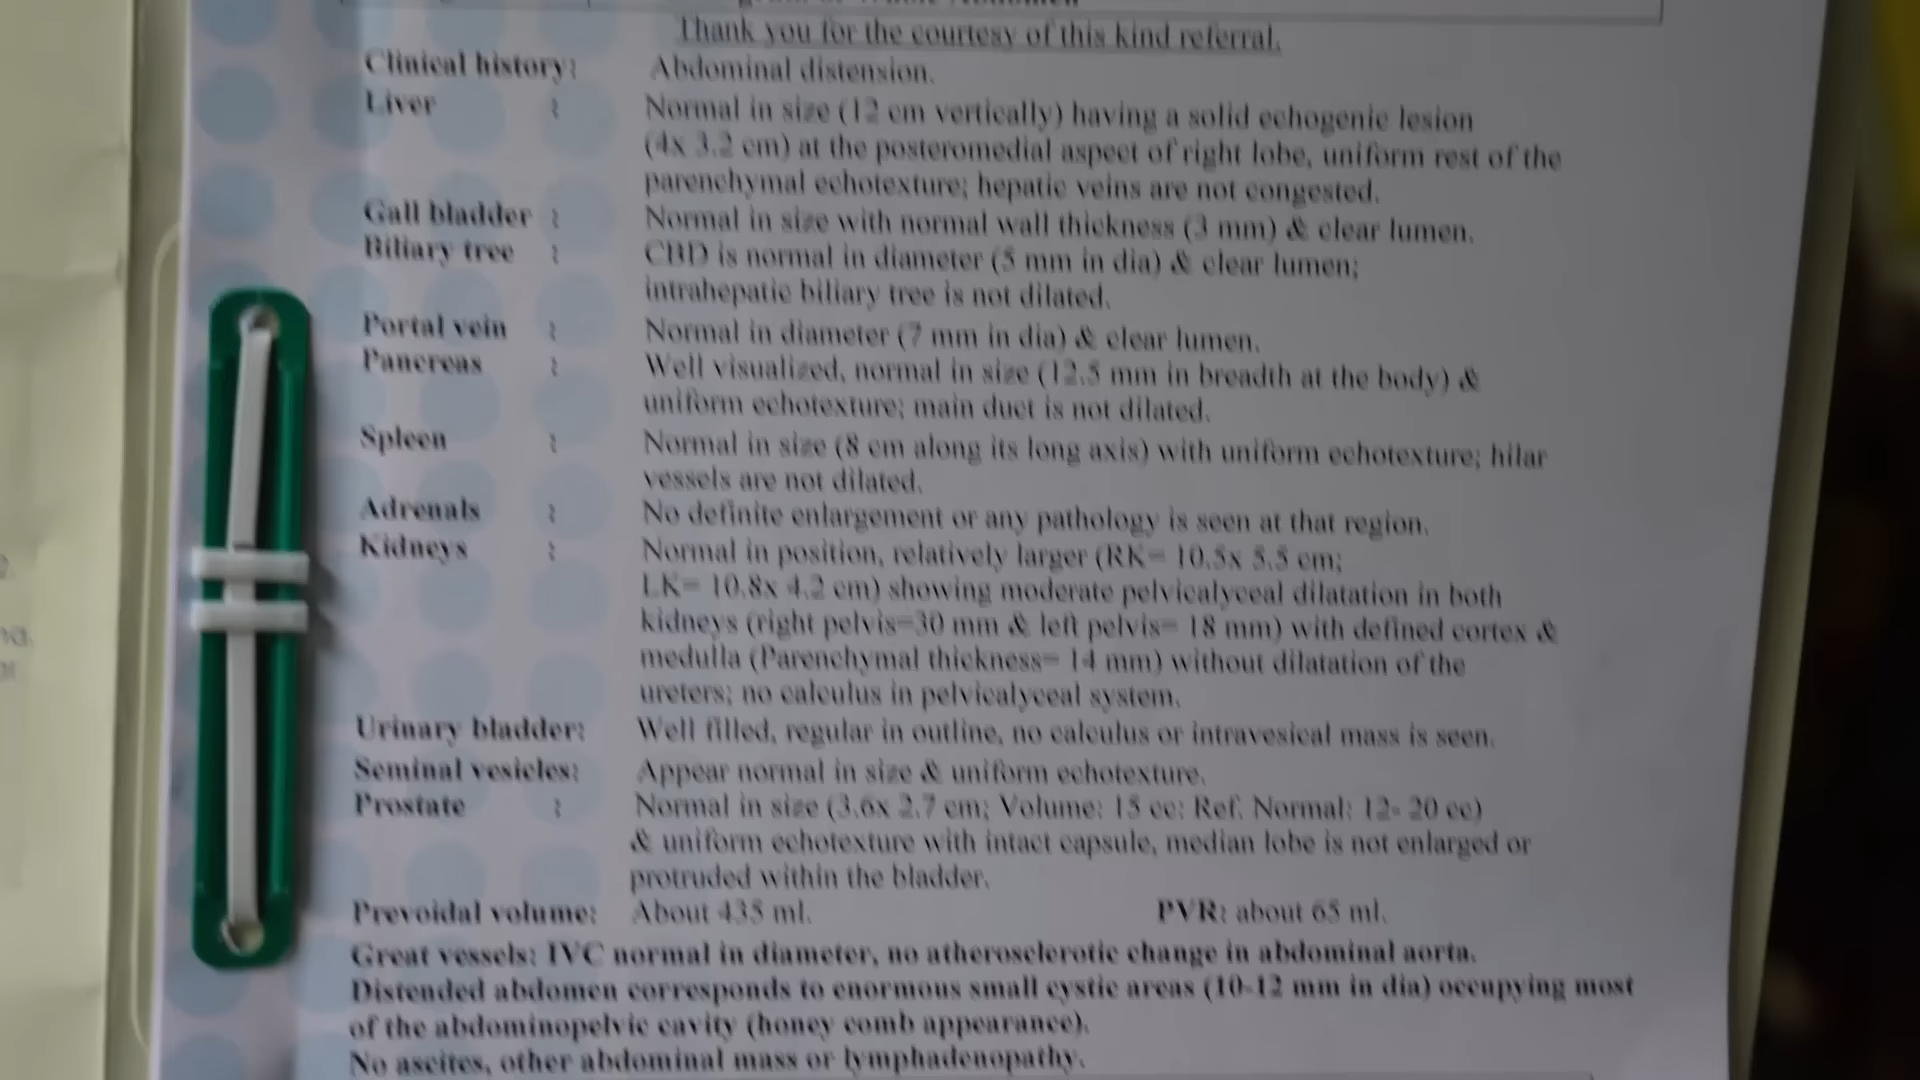 Thank you for the courtesy of this kind referral.
Clinical history: Abdominal distension.
Liver : Normal in size (12 cm vertically) having a solid echogenic lesion
(4x 3.2 cm) at the posteromedial aspect of right lobe, uniform rest of the
parenchymal echotexture; hepatic veins are not congested.
Gall bladder : Normal in size with normal wall thickness (3 mm) & clear lumen.
Biliary tree : CBD is normal in diameter (5 mm in dia) & clear lumen;
intrahepatic biliary tree is not dilated.
Portal vein : Normal in diameter (7 mm in dia) & clear lumen.
Pancreas : Well visualized, normal in size (12.5 mm in breadth at the body) &
uniform echotexture; main duct is not dilated.
Spleen : Normal in size (8 cm along its long axis) with uniform echotexture; hilar
vessels are not dilated.
Adrenals : No definite enlargement or any pathology is seen at that region.
Kidneys : Normal in position, relatively larger (RK= 10.5x 5.5 cm;
LK= 10.8x 4.2 cm) showing moderate pelvicalyceal dilatation in both
kidneys (right pelvis=30 mm & left pelvis= 18 mm) with defined cortex &
medulla (Parenchymal thickness= 14 mm) without dilatation of the
ureters; no calculus in pelvicalyceal system.
Urinary bladder: Well filled, regular in outline, no calculus or intravesical mass is seen.
Seminal vesicles: Appear normal in size & uniform echotexture.
Prostate : Normal in size (3.6x 2.7 cm; Volume: 15 cc: Ref. Normal: 12- 20 cc)
& uniform echotexture with intact capsule, median lobe is not enlarged or
protruded within the bladder.
Prevoidal volume: About 435 ml. PVR: about 65 ml.
Great vessels: IVC normal in diameter, no atherosclerotic change in abdominal aorta.
Distended abdomen corresponds to enormous small cystic areas (10-12 mm in dia) occupying most
of the abdominopelvic cavity (honey comb appearance).
No ascites, other abdominal mass or lymphadenopathy.